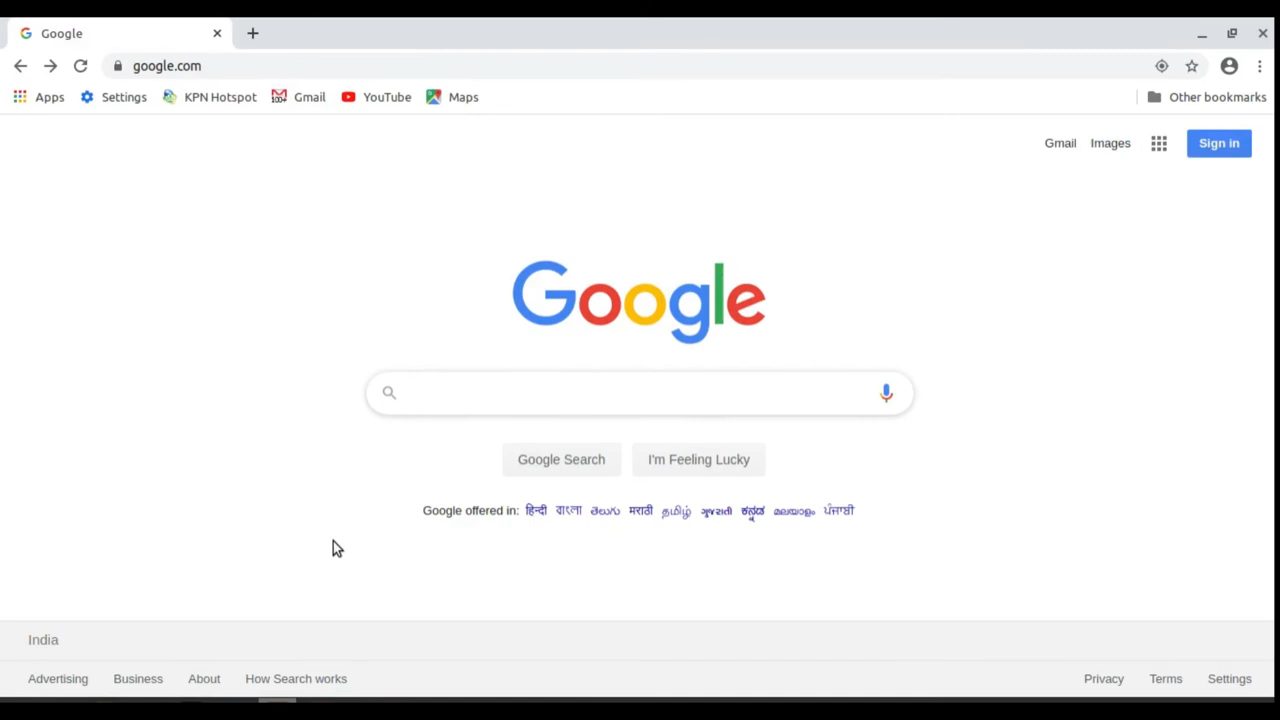 Google
google.com
Apps Settings KPN Hotspot 100+ Gmail YouTube Maps Other bookmarks
Gmail Images Sign in
Google
Google Search I'm Feeling Lucky
Google offered in: हिन्दी বাংলা తెలుగు मराठी தமிழ் ગુજરાતી ಕನ್ನಡ മലയാളം ਪੰਜਾਬੀ
India
Advertising Business About How Search works Privacy Terms Settings